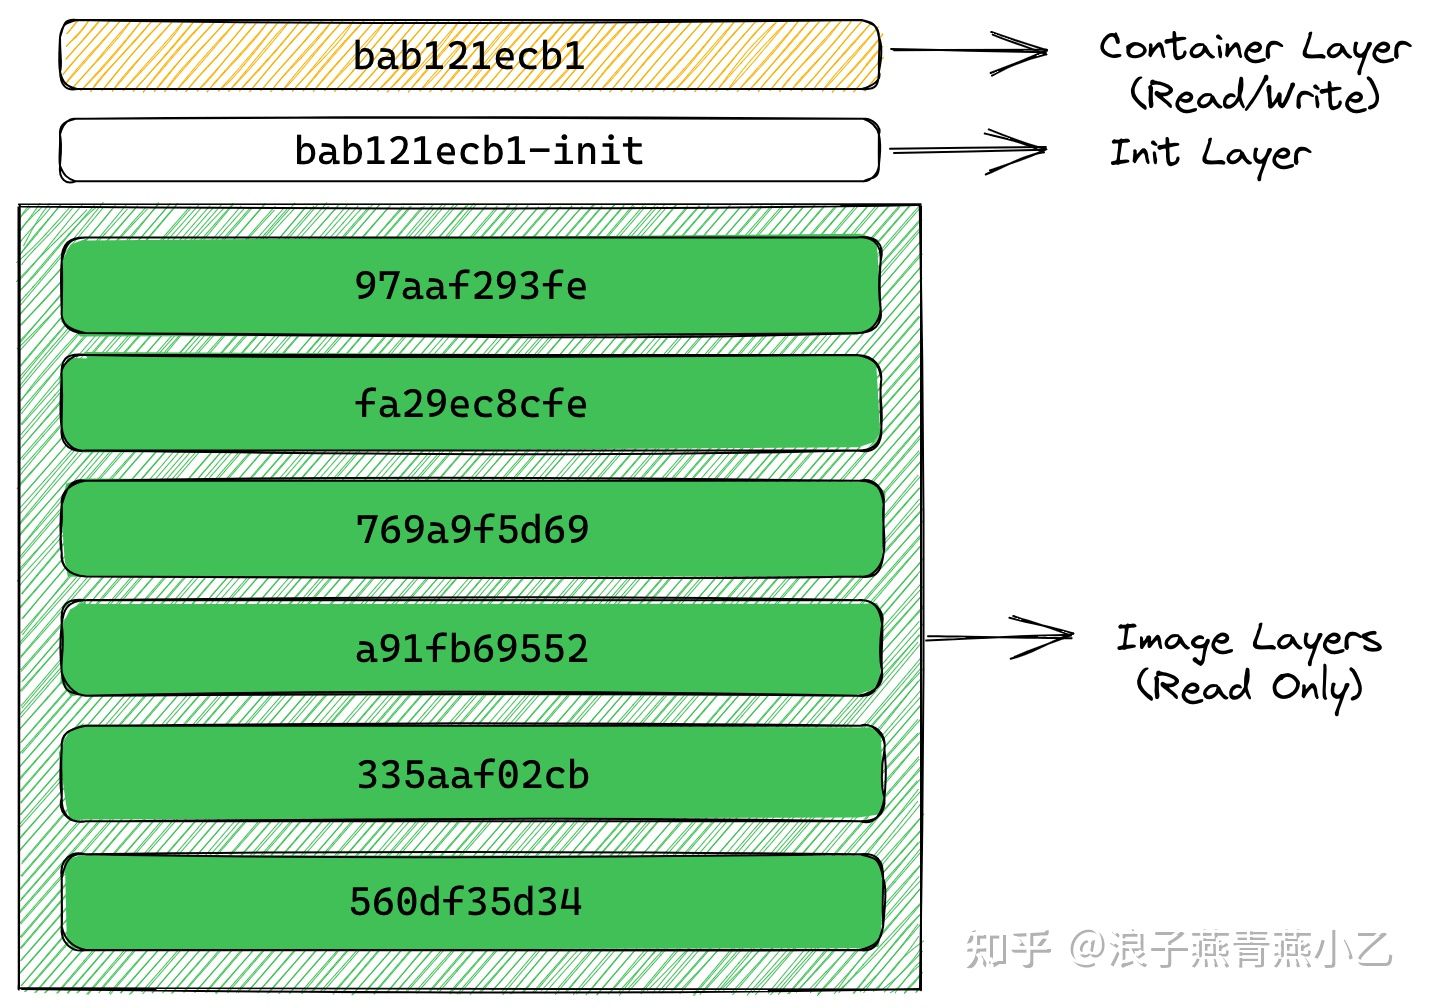 bab121ecb1
Container Layer
(Read/Write)
bab121ecb1-init
Init Layer
97aaf293fe
fa29ec8cfe
769a9f5d69
a91fb69552
Image Layers
(Read Only)
335aaf02cb
560df35d34
知乎 @浪子燕青燕小乙